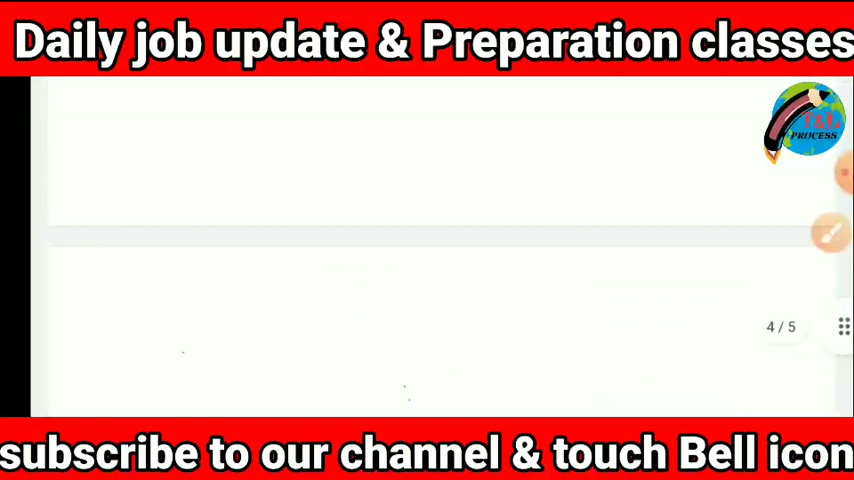 Daily job update & Preparation classes
T&L
PROCESS
4 / 5
subscribe to our channel & touch Bell icon